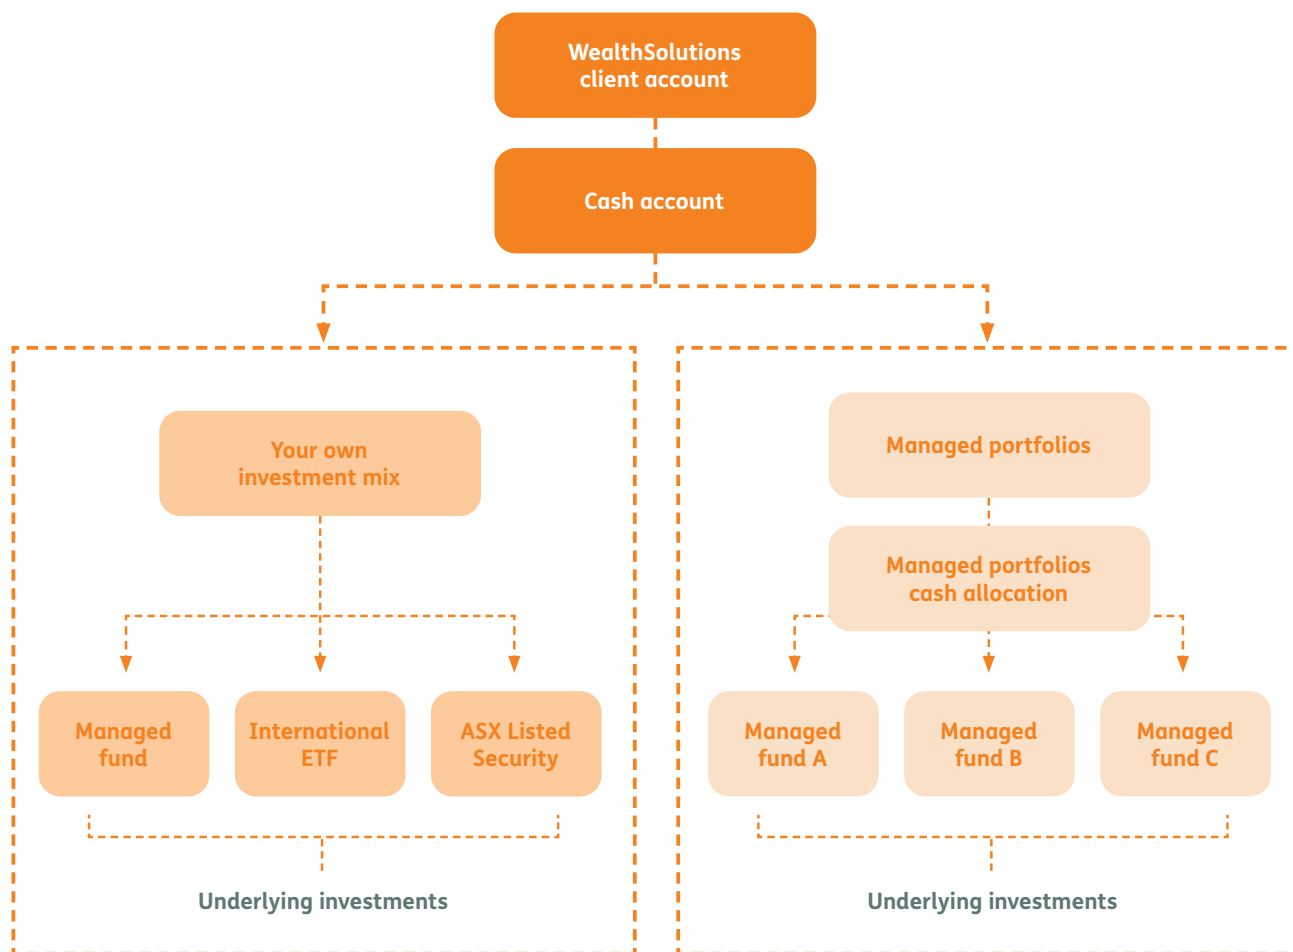 WealthSolutions
client account
Cash account
Your own
investment mix
Managed
fund
International
ETF
ASX Listed
Security
Underlying investments
Managed portfolios
Managed portfolios
cash allocation
Managed
fund A
Managed
fund B
Managed
fund C
Underlying investments